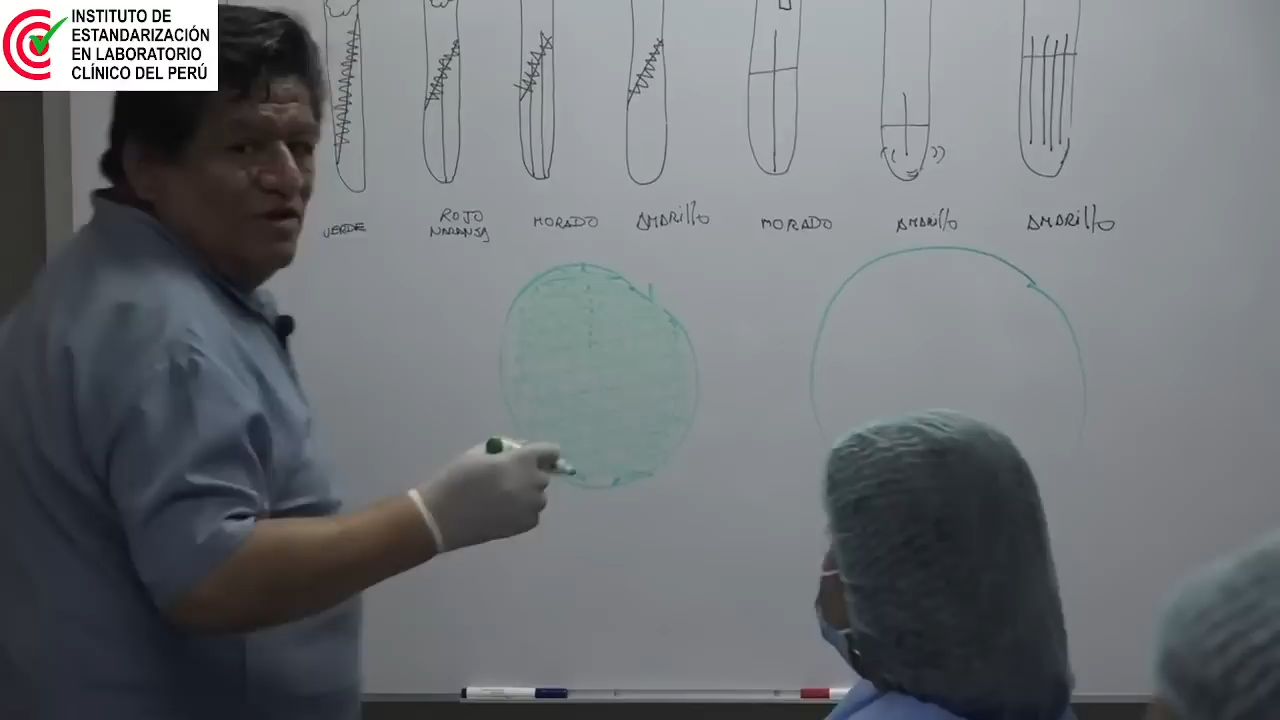 INSTITUTO DE
ESTANDARIZACIÓN
EN LABORATORIO
CLÍNICO DEL PERÚ
VERDE
ROJO
NARANJA
MORADO
AMARillo
MORADO
AMARillo
AMARillo